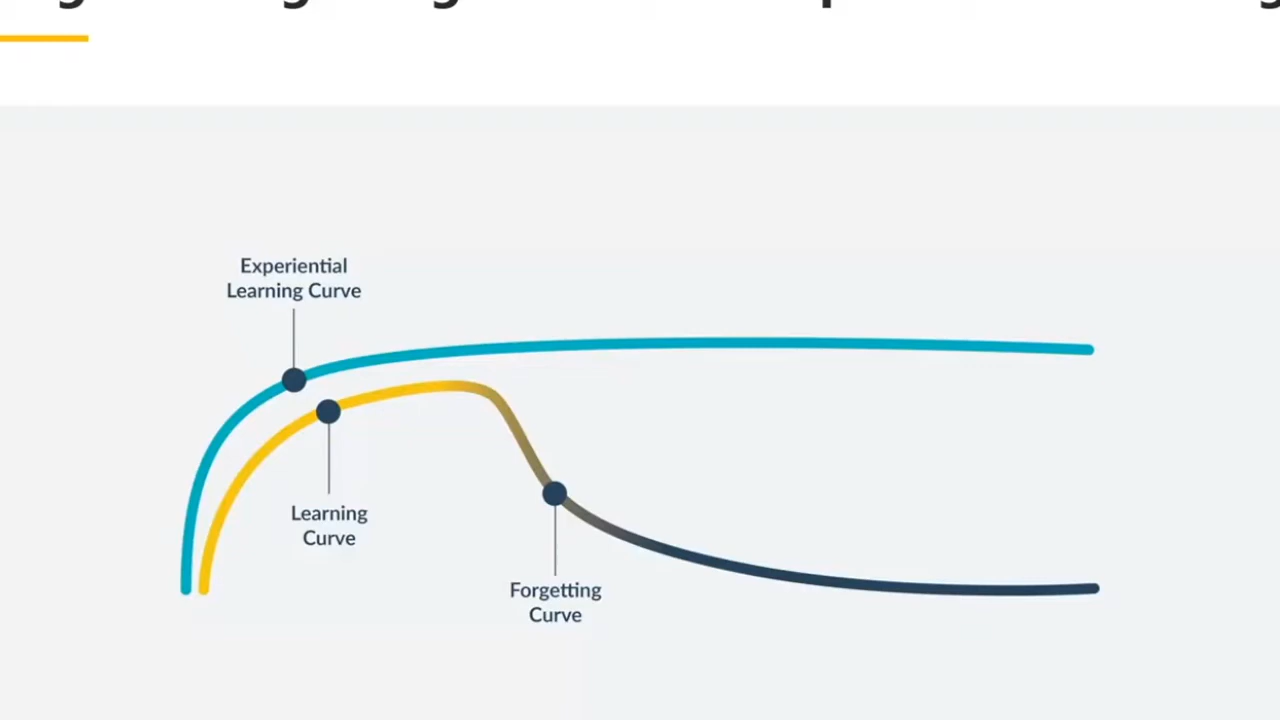 Experiential
Learning Curve
Learning
Curve
Forgetting
Curve